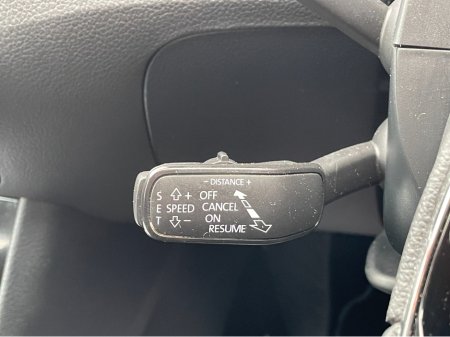 - DISTANCE +
S + OFF
E SPEED CANCEL
T - ON
RESUME